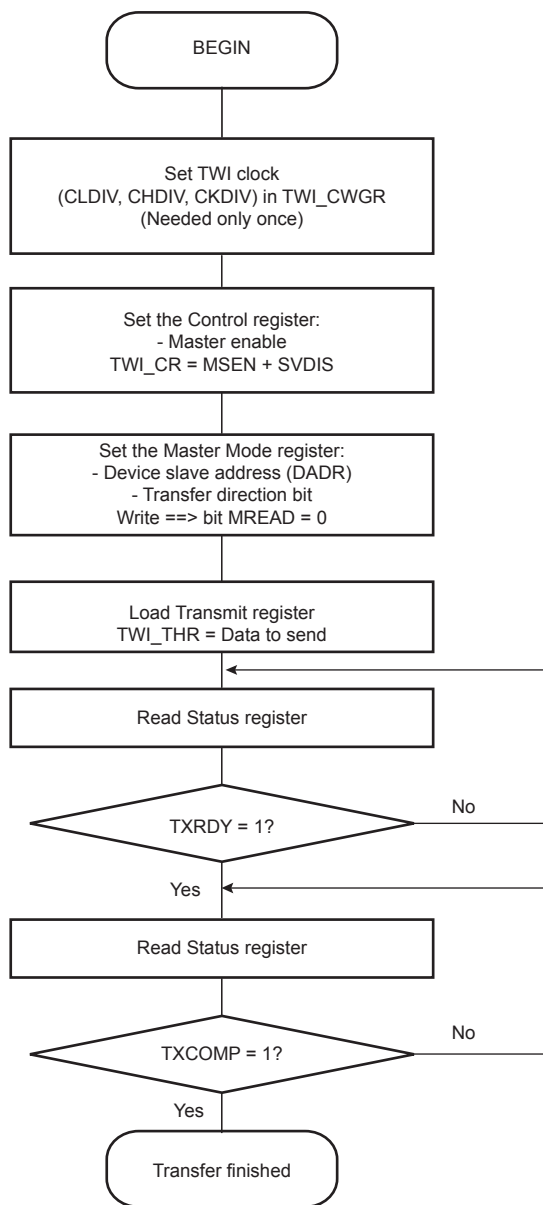 BEGIN
Set TWI clock
(CLDIV, CHDIV, CKDIV) in TWI_CWGR
(Needed only once)
Set the Control register:
- Master enable
TWI_CR = MSEN + SVDIS
Set the Master Mode register:
- Device slave address (DADR)
- Transfer direction bit
Write ==> bit MREAD = 0
Load Transmit register
TWI_THR = Data to send
Read Status register
TXRDY = 1?
No
Yes
Read Status register
TXCOMP = 1?
No
Yes
Transfer finished